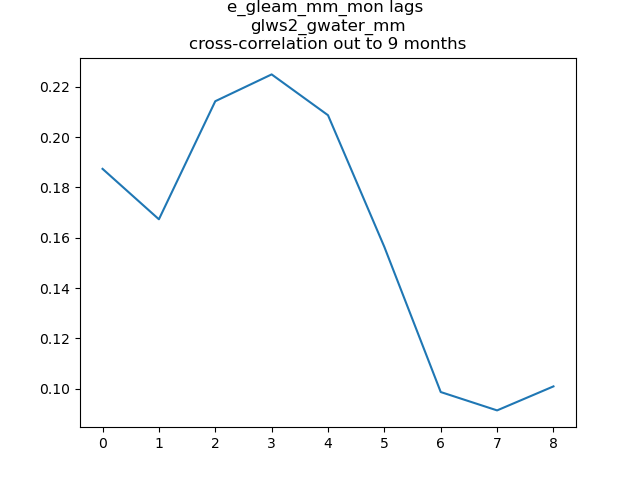 e_gleam_mm_mon lags
glws2_gwater_mm
cross-correlation out to 9 months
0.22
0.20
0.18
0.16
0.14
0.12
0.10
0 1 2 3 4 5 6 7 8